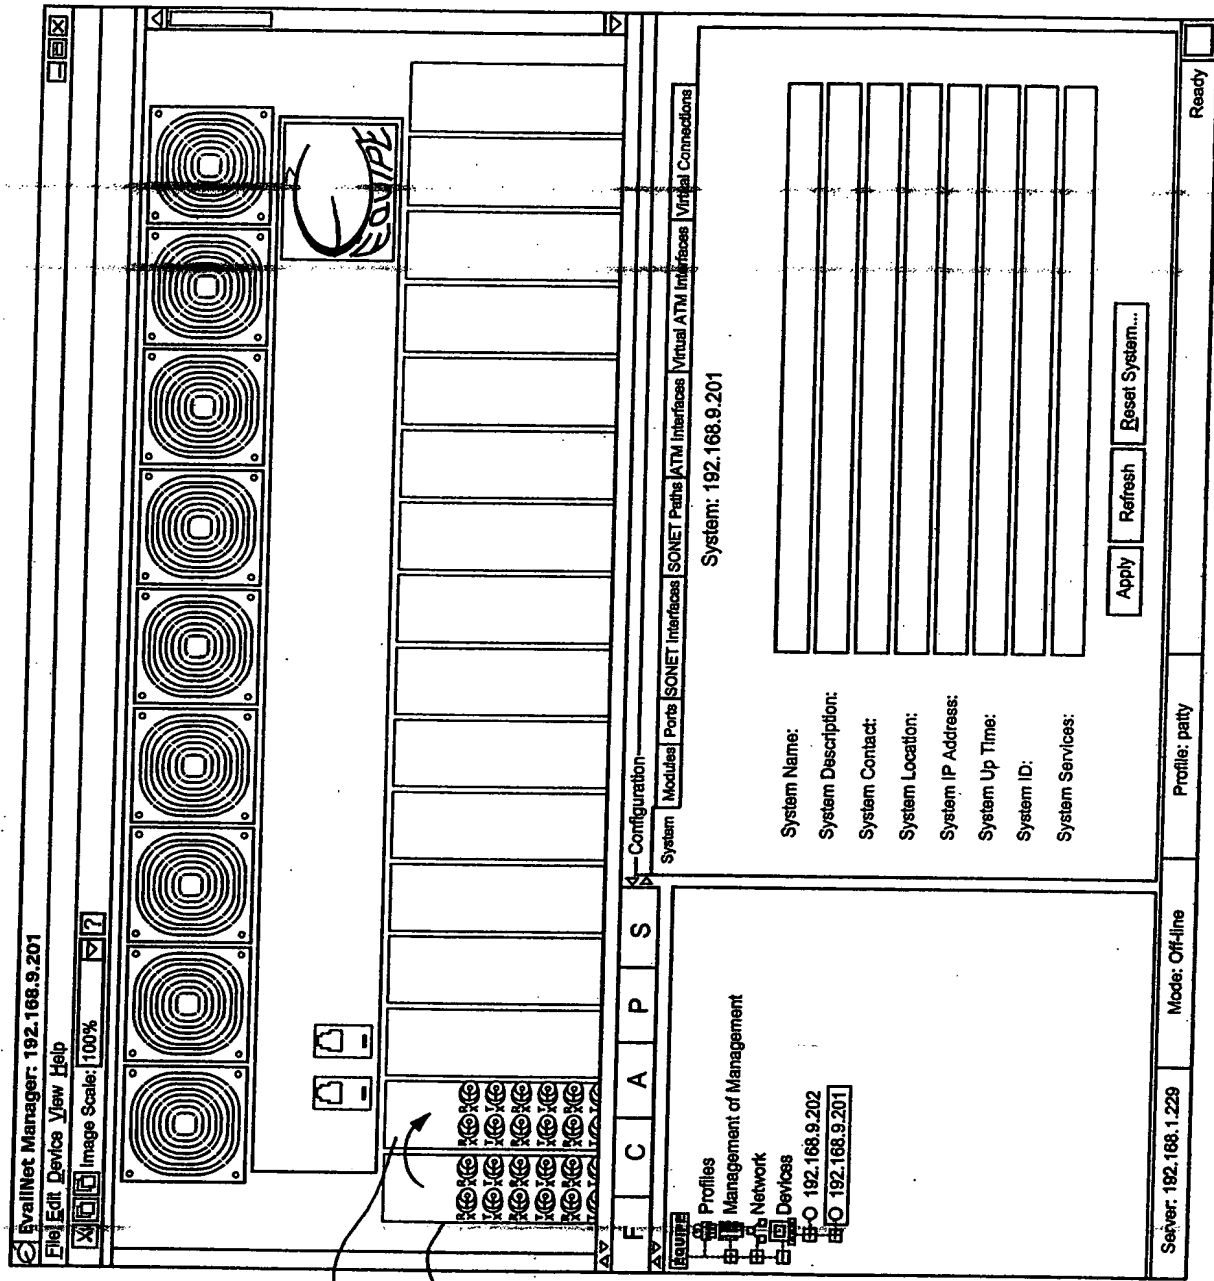 EvallNet Manager: 192.168.9.201
File Edit Device View Help
Image Scale: 100% ?
EQUIPE
F C A P S
EQUIPE
Profiles
Management of Management
Network
Devices
192.168.9.202
192.168.9.201
Configuration
System Modules Ports SONET Interfaces SONET Paths ATM Interfaces Virtual ATM Interfaces Virtual Connections
System: 192.168.9.201
System Name:
System Description:
System Contact:
System Location:
System IP Address:
System Up Time:
System ID:
System Services:
Apply Refresh Reset System...
Server: 192.168.1.229 Mode: Off-line Profile: patty Ready